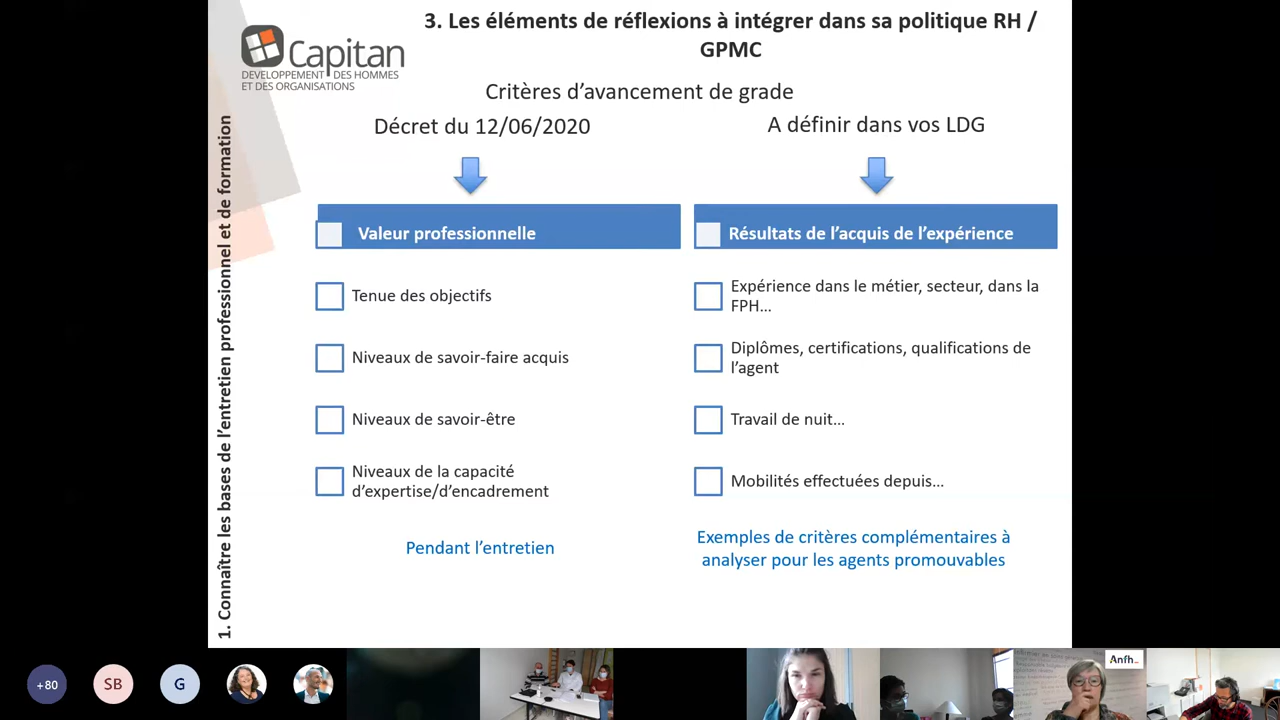 3. Les éléments de réflexions à intégrer dans sa politique RH /
GPMC
Capitan
DEVELOPPEMENT DES HOMMES
ET DES ORGANISATIONS
Critères d'avancement de grade
Décret du 12/06/2020
A définir dans vos LDG
1. Connaître les bases de l'entretien professionnel et de formation
Valeur professionnelle
Tenue des objectifs
Niveaux de savoir-faire acquis
Niveaux de savoir-être
Niveaux de la capacité
d'expertise/d'encadrement
Pendant l'entretien
Résultats de l'acquis de l'expérience
Expérience dans le métier, secteur, dans la
FPH...
Diplômes, certifications, qualifications de
l'agent
Travail de nuit...
Mobilités effectuées depuis...
Exemples de critères complémentaires à
analyser pour les agents promouvables
+80
SB
G
Anfh